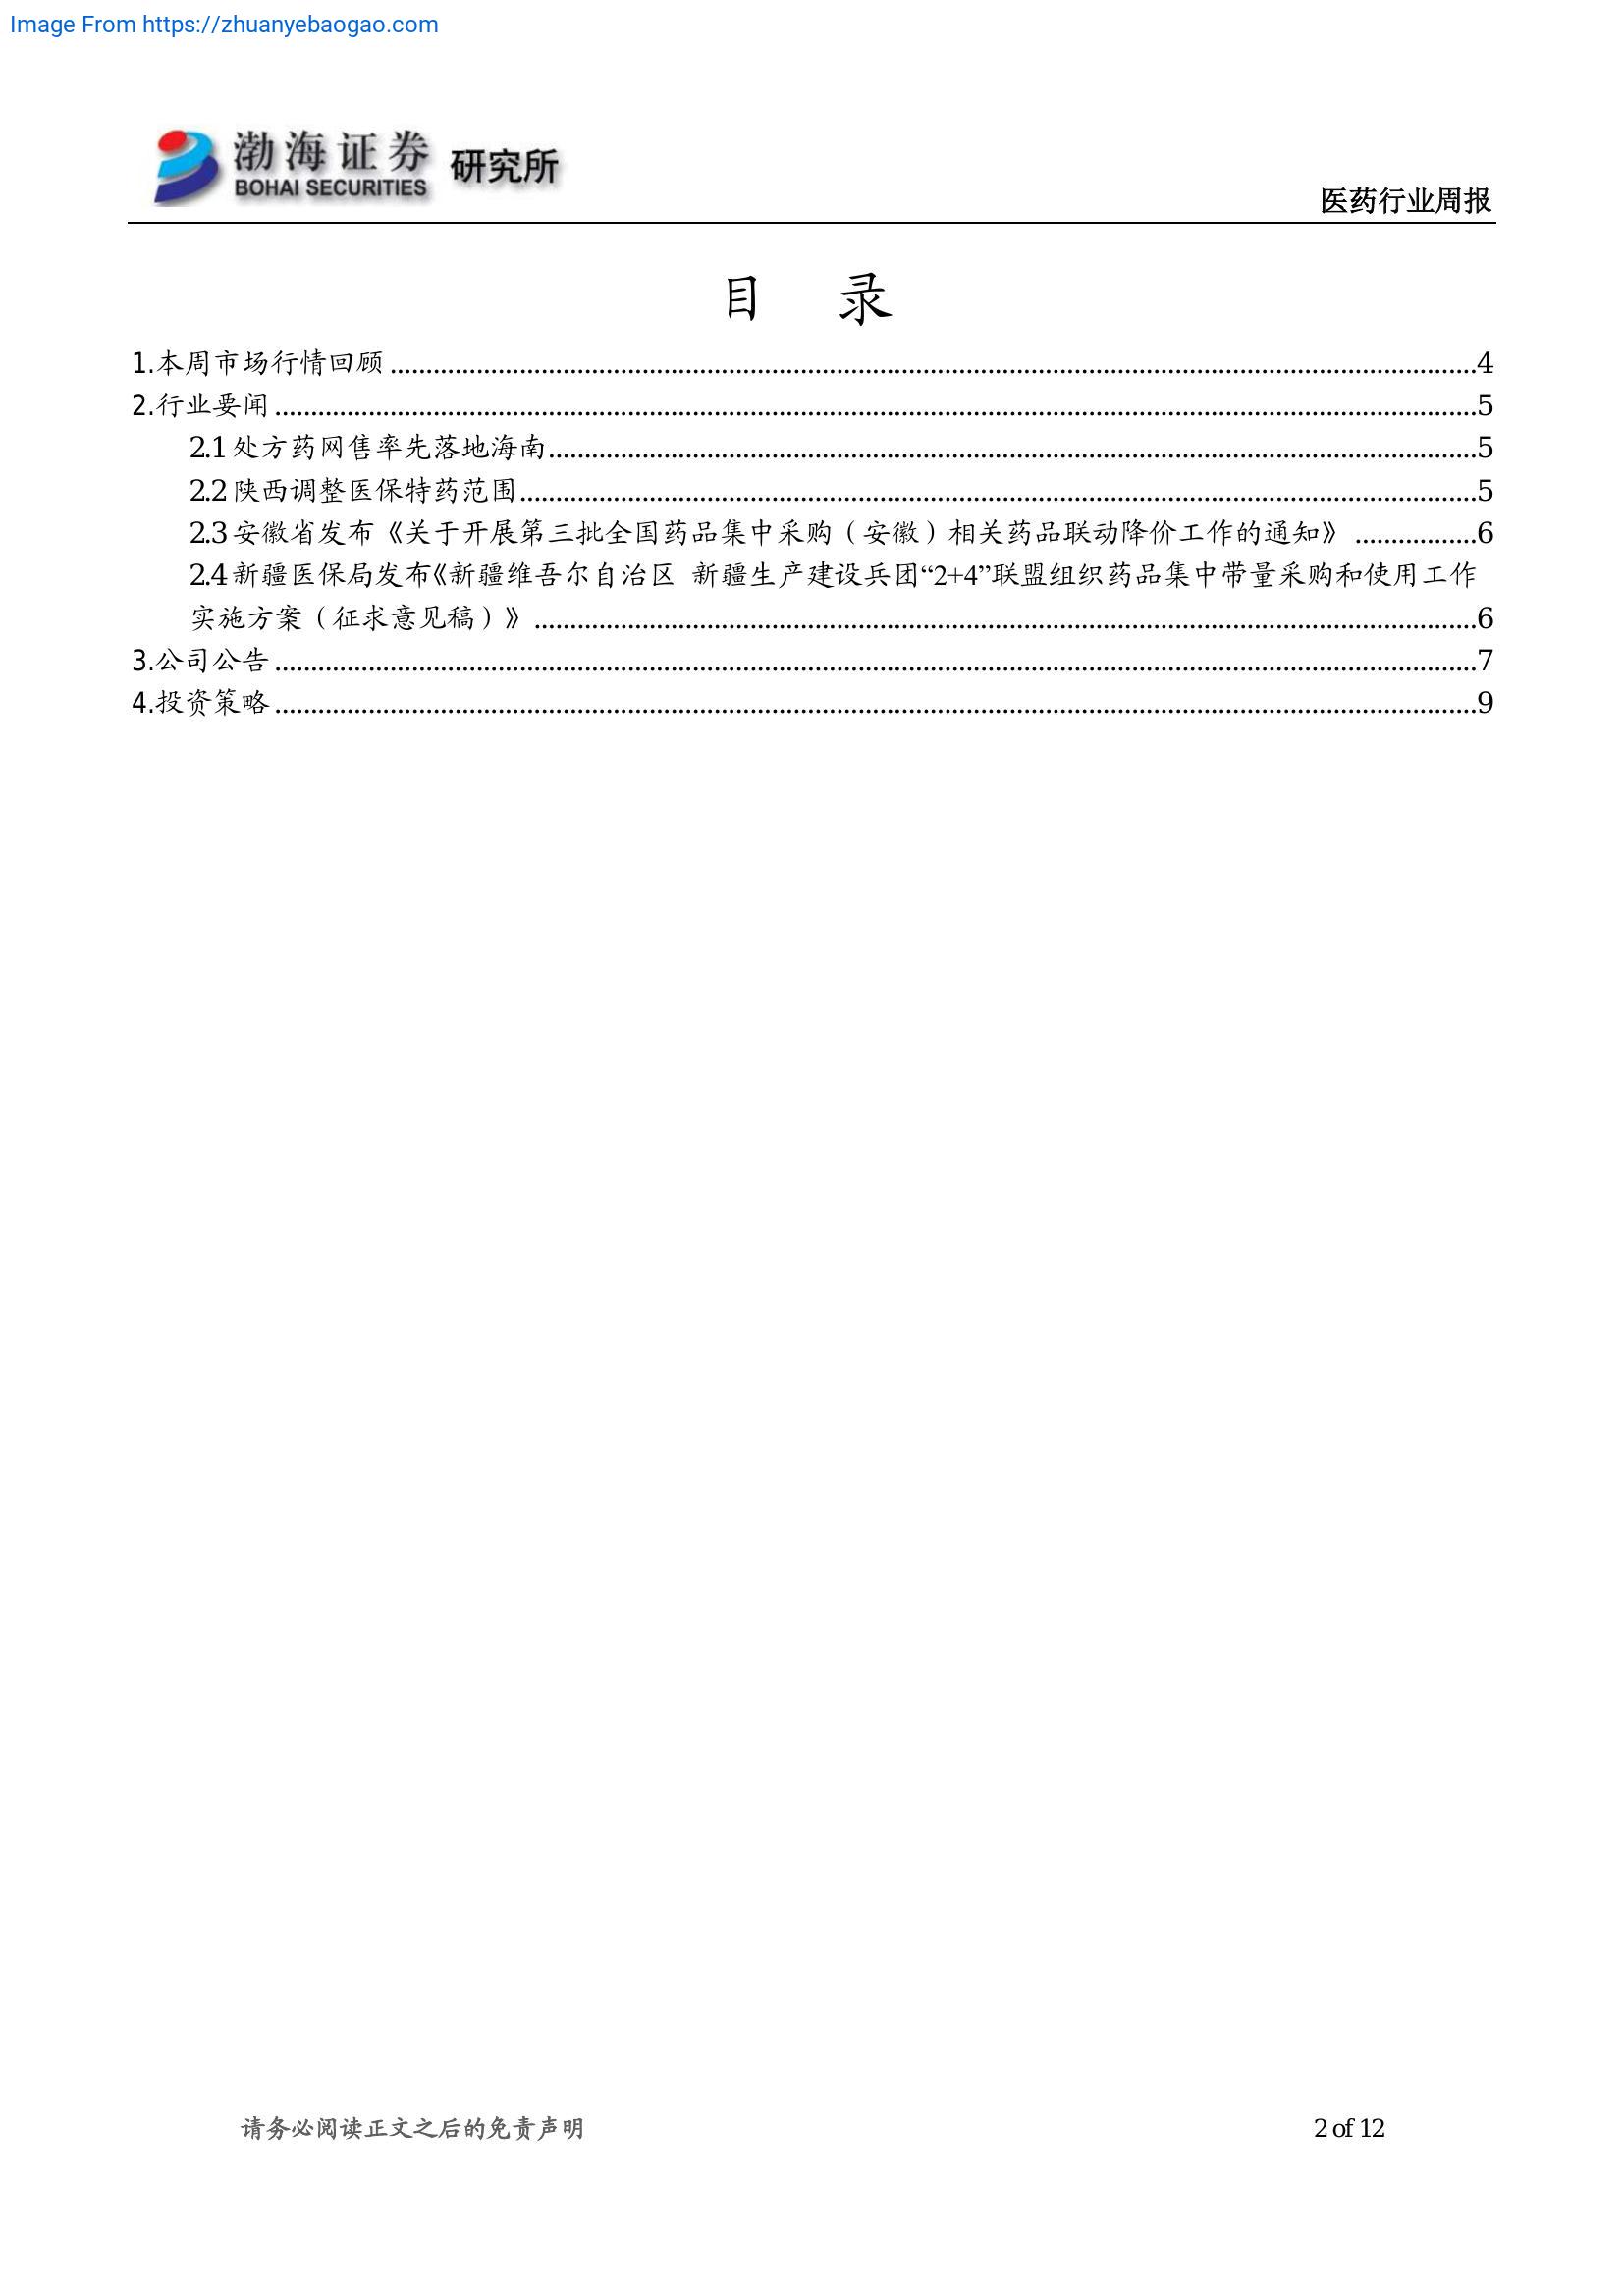 Image From https://zhuanyebaogao.com
渤海证券 研究所
BOHAI SECURITIES
医药行业周报
目 录
1.本周市场行情回顾 ........ 4
2.行业要闻 ........ 5
2.1 处方药网售率先落地海南 ........ 5
2.2 陕西调整医保特药范围 ........ 5
2.3 安徽省发布《关于开展第三批全国药品集中采购（安徽）相关药品联动降价工作的通知》 ........ 6
2.4 新疆医保局发布《新疆维吾尔自治区 新疆生产建设兵团“2+4”联盟组织药品集中带量采购和使用工作
实施方案（征求意见稿）》 ........ 6
3.公司公告 ........ 7
4.投资策略 ........ 9
请务必阅读正文之后的免责声明 2 of 12